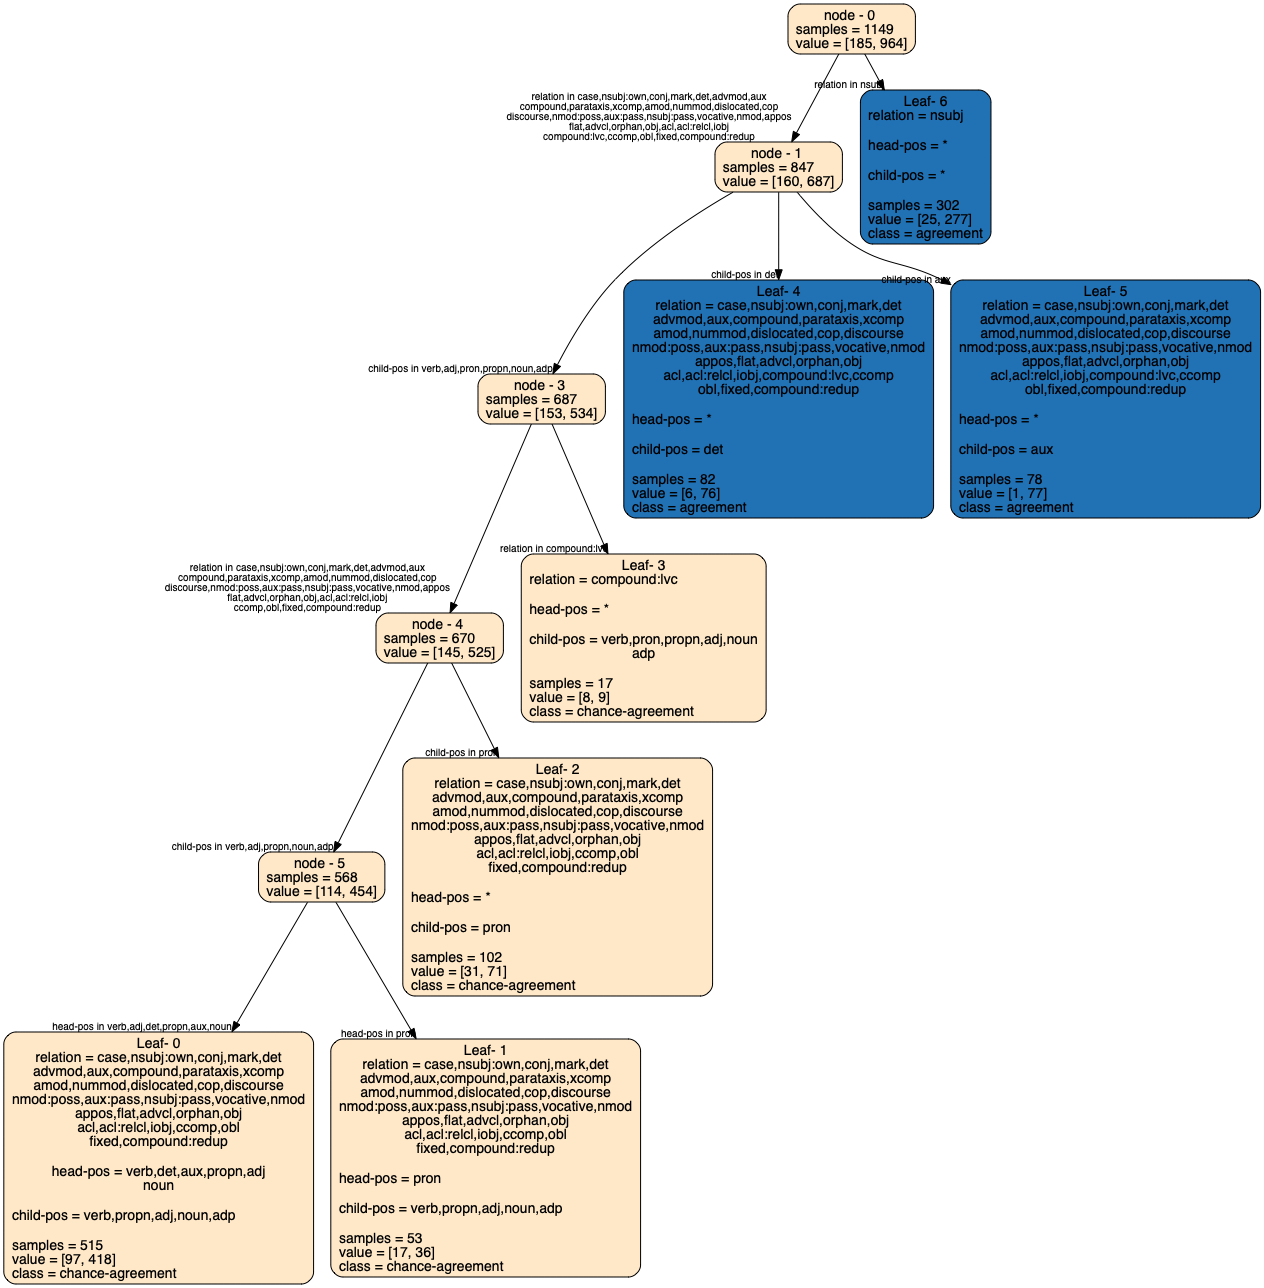 node - 0
samples = 1149
value = [185, 964]
relation in case,nsubj:own,conj,mark,det,advmod,aux
compound,parataxis,xcomp,amod,nummod,dislocated,cop
discourse,nmod:poss,aux:pass,nsubj:pass,vocative,nmod,appos
flat,advcl,orphan,obj,acl,acl:relcl,iobj
compound:lvc,ccomp,obl,fixed,compound:redup
relation in nsubj
Leaf- 6
relation = nsubj
head-pos = *
child-pos = *
samples = 302
value = [25, 277]
class = agreement
node - 1
samples = 847
value = [160, 687]
child-pos in verb,adj,pron,propn,noun,adp
child-pos in det
child-pos in aux
node - 3
samples = 687
value = [153, 534]
Leaf- 4
relation = case,nsubj:own,conj,mark,det
advmod,aux,compound,parataxis,xcomp
amod,nummod,dislocated,cop,discourse
nmod:poss,aux:pass,nsubj:pass,vocative,nmod
appos,flat,advcl,orphan,obj
acl,acl:relcl,iobj,compound:lvc,ccomp
obl,fixed,compound:redup
head-pos = *
child-pos = det
samples = 82
value = [6, 76]
class = agreement
Leaf- 5
relation = case,nsubj:own,conj,mark,det
advmod,aux,compound,parataxis,xcomp
amod,nummod,dislocated,cop,discourse
nmod:poss,aux:pass,nsubj:pass,vocative,nmod
appos,flat,advcl,orphan,obj
acl,acl:relcl,iobj,compound:lvc,ccomp
obl,fixed,compound:redup
head-pos = *
child-pos = aux
samples = 78
value = [1, 77]
class = agreement
relation in case,nsubj:own,conj,mark,det,advmod,aux
compound,parataxis,xcomp,amod,nummod,dislocated,cop
discourse,nmod:poss,aux:pass,nsubj:pass,vocative,nmod,appos
flat,advcl,orphan,obj,acl,acl:relcl,iobj
ccomp,obl,fixed,compound:redup
relation in compound:lvc
node - 4
samples = 670
value = [145, 525]
Leaf- 3
relation = compound:lvc
head-pos = *
child-pos = verb,pron,propn,adj,noun
adp
samples = 17
value = [8, 9]
class = chance-agreement
child-pos in verb,adj,propn,noun,adp
child-pos in pron
node - 5
samples = 568
value = [114, 454]
Leaf- 2
relation = case,nsubj:own,conj,mark,det
advmod,aux,compound,parataxis,xcomp
amod,nummod,dislocated,cop,discourse
nmod:poss,aux:pass,nsubj:pass,vocative,nmod
appos,flat,advcl,orphan,obj
acl,acl:relcl,iobj,ccomp,obl
fixed,compound:redup
head-pos = *
child-pos = pron
samples = 102
value = [31, 71]
class = chance-agreement
head-pos in verb,adj,det,propn,aux,noun
head-pos in pron
Leaf- 0
relation = case,nsubj:own,conj,mark,det
advmod,aux,compound,parataxis,xcomp
amod,nummod,dislocated,cop,discourse
nmod:poss,aux:pass,nsubj:pass,vocative,nmod
appos,flat,advcl,orphan,obj
acl,acl:relcl,iobj,ccomp,obl
fixed,compound:redup
head-pos = verb,det,aux,propn,adj
noun
child-pos = verb,propn,adj,noun,adp
samples = 515
value = [97, 418]
class = chance-agreement
Leaf- 1
relation = case,nsubj:own,conj,mark,det
advmod,aux,compound,parataxis,xcomp
amod,nummod,dislocated,cop,discourse
nmod:poss,aux:pass,nsubj:pass,vocative,nmod
appos,flat,advcl,orphan,obj
acl,acl:relcl,iobj,ccomp,obl
fixed,compound:redup
head-pos = pron
child-pos = verb,propn,adj,noun,adp
samples = 53
value = [17, 36]
class = chance-agreement